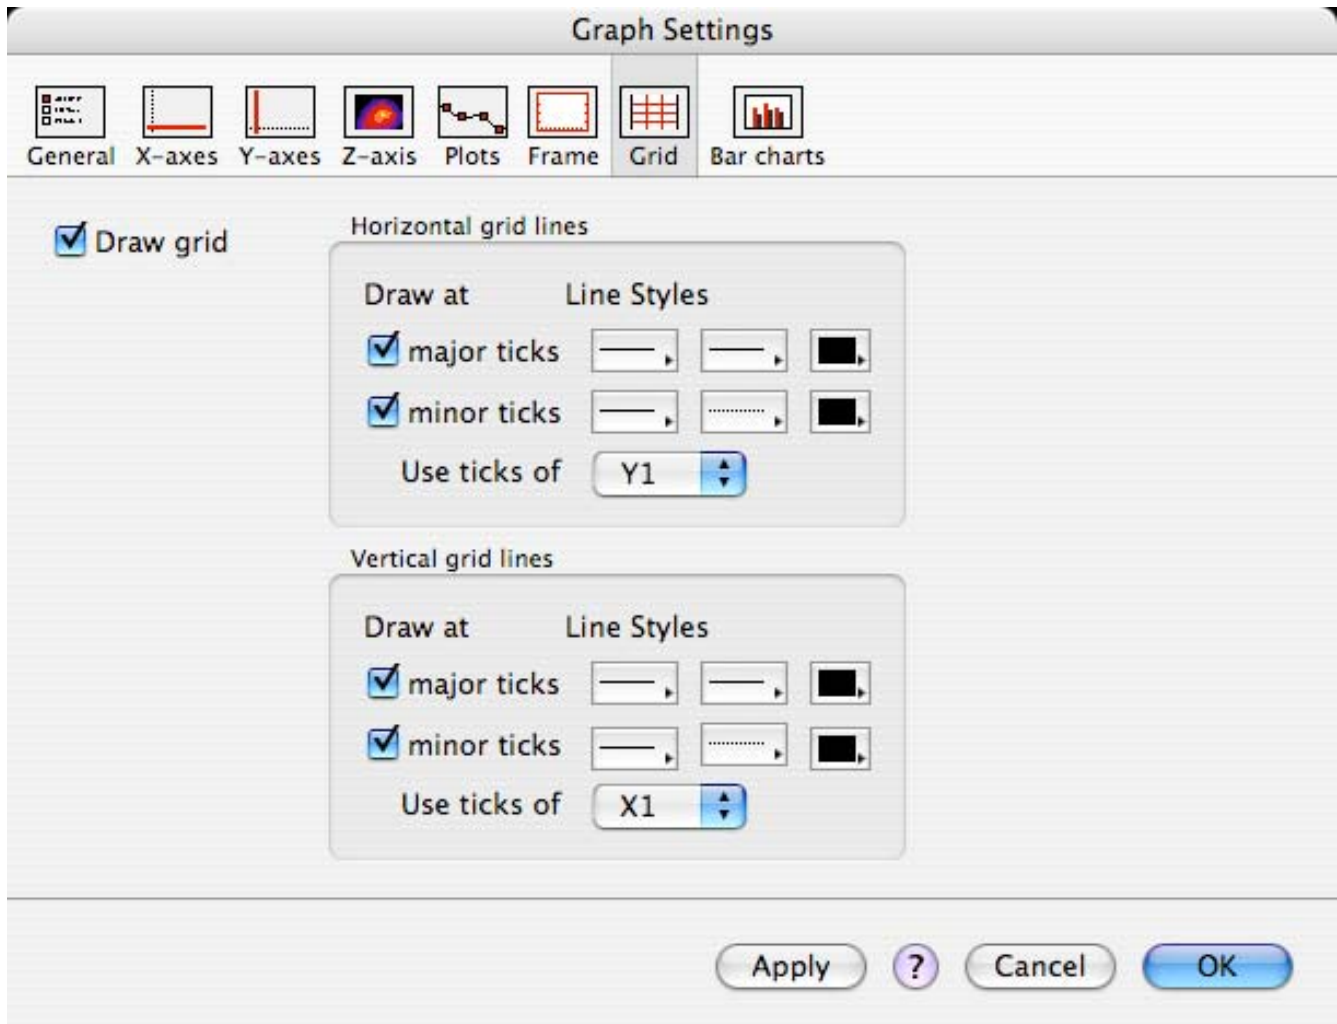 Graph Settings
General X-axes Y-axes Z-axis Plots Frame Grid Bar charts
Draw grid
Horizontal grid lines
Draw at Line Styles
major ticks
minor ticks
Use ticks of Y1
Vertical grid lines
Draw at Line Styles
major ticks
minor ticks
Use ticks of X1
Apply ? Cancel OK